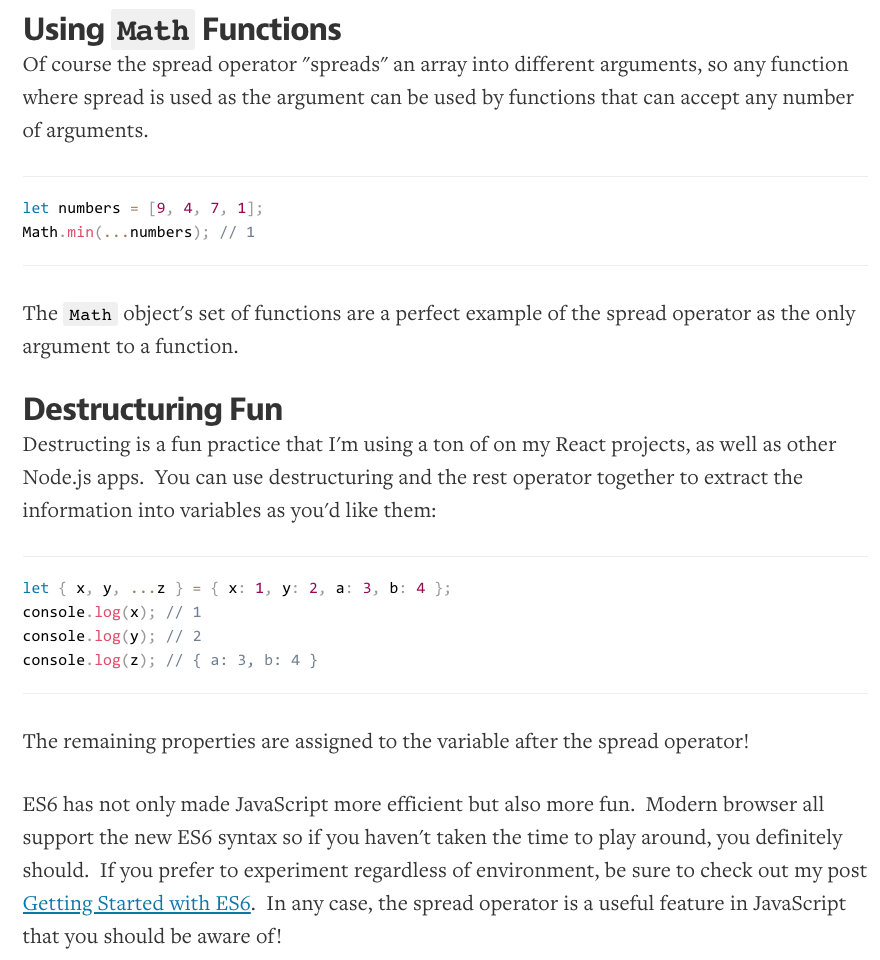 Using Math Functions
Of course the spread operator "spreads" an array into different arguments, so any function
where spread is used as the argument can be used by functions that can accept any number
of arguments.
let numbers = [9, 4, 7, 1];
Math.min(...numbers); // 1
The Math object's set of functions are a perfect example of the spread operator as the only
argument to a function.
Destructuring Fun
Destructing is a fun practice that I'm using a ton of on my React projects, as well as other
Node.js apps.  You can use destructuring and the rest operator together to extract the
information into variables as you'd like them:
let { x, y, ...z } = { x: 1, y: 2, a: 3, b: 4 };
console.log(x); // 1
console.log(y); // 2
console.log(z); // { a: 3, b: 4 }
The remaining properties are assigned to the variable after the spread operator!
ES6 has not only made JavaScript more efficient but also more fun.  Modern browser all
support the new ES6 syntax so if you haven't taken the time to play around, you definitely
should.  If you prefer to experiment regardless of environment, be sure to check out my post
Getting Started with ES6.  In any case, the spread operator is a useful feature in JavaScript
that you should be aware of!